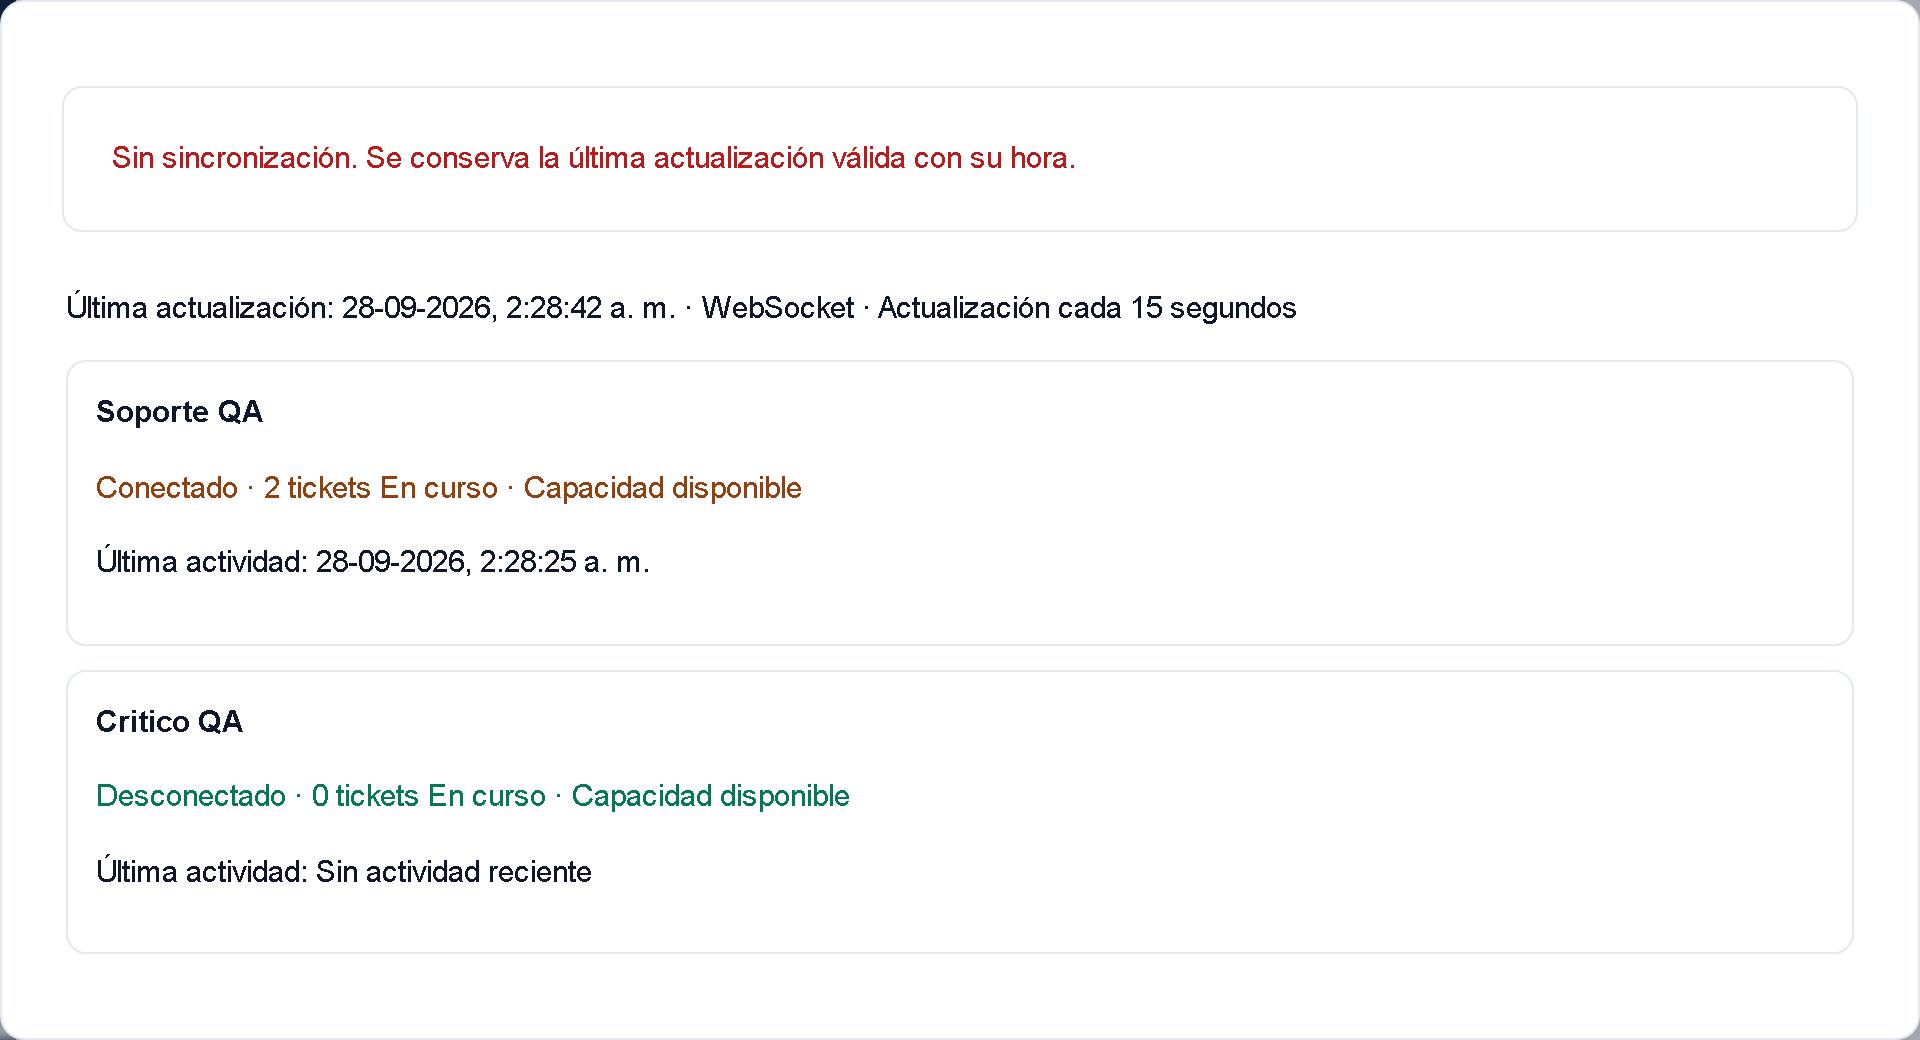 Sin sincronización. Se conserva la última actualización válida con su hora.
Última actualización: 28-09-2026, 2:28:42 a. m. · WebSocket · Actualización cada 15 segundos
Soporte QA
Conectado · 2 tickets En curso · Capacidad disponible
Última actividad: 28-09-2026, 2:28:25 a. m.
Critico QA
Desconectado · 0 tickets En curso · Capacidad disponible
Última actividad: Sin actividad reciente